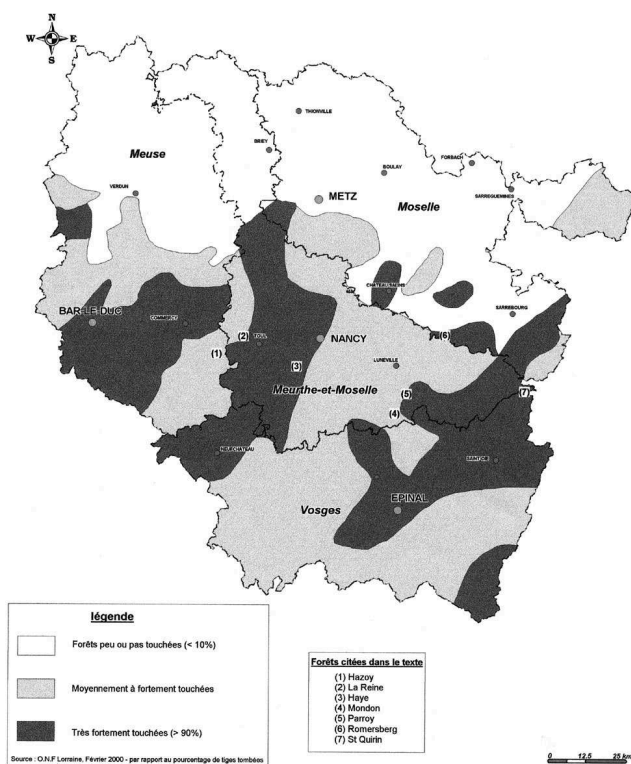 N
W E
S
THIONVILLE
BRIEY
Meuse
BOULAY
FORBACH
VERDUN
METZ
SARREGUEMINES
Moselle
CHATEAU-SALINS
SARREBOURG
BAR-LE-DUC
COMMERCY
(6)
(2)
TOUL
NANCY
(1)
(3)
LUNEVILLE
Meurthe-et-Moselle
(5)
(7)
(4)
NEUFCHATEAU
SAINT-DIE
EPINAL
Vosges
légende
Forêts peu ou pas touchées (< 10%)
Moyennement à fortement touchées
Très fortement touchées (> 90%)
Source : O.N.F Lorraine, Février 2000 - par rapport au pourcentage de tiges tombées
Forêts citées dans le texte
(1) Hazoy
(2) La Reine
(3) Haye
(4) Mondon
(5) Parroy
(6) Romersberg
(7) St Quirin
0 12.5 25 km